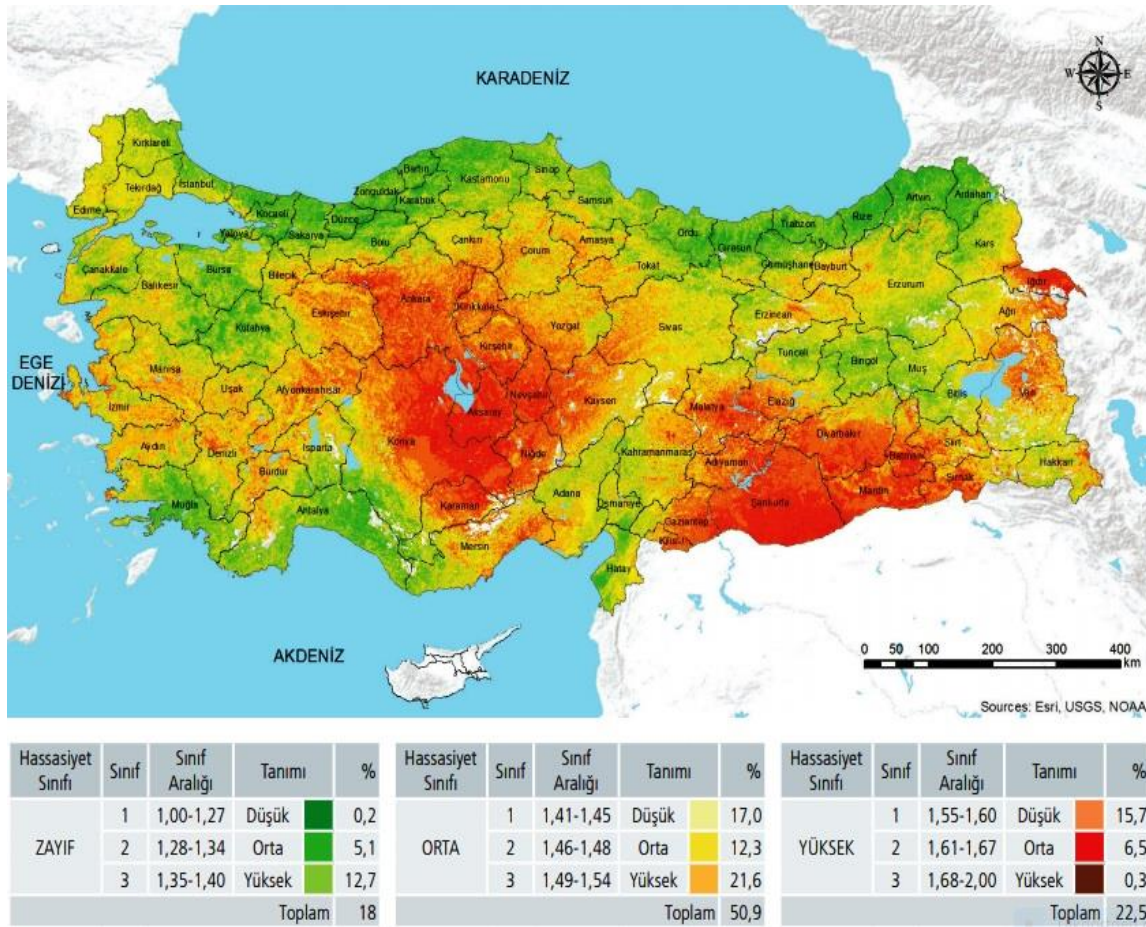 N
W E
S
KARADENİZ
Kırklareli
Tekirdağ
İstanbul
Edirne
Kocaeli
Yalova
Sakarya
Düzce
Zonguldak
Bartın
Karabük
Kastamonu
Sinop
Samsun
Bolu
Çankırı
Çorum
Amasya
Tokat
Ordu
Giresun
Trabzon
Gümüşhane
Bayburt
Rize
Artvin
Ardahan
Kars
Çanakkale
Balıkesir
Bursa
Bilecik
Kütahya
Eskişehir
Ankara
Kırıkkale
Kırşehir
Yozgat
Sivas
Erzincan
Erzurum
Iğdır
Ağrı
EGE
DENİZİ
Manisa
Uşak
Afyonkarahisar
İzmir
Aydın
Denizli
Isparta
Burdur
Konya
Aksaray
Nevşehir
Kayseri
Niğde
Malatya
Elazığ
Tunceli
Bingöl
Muş
Bitlis
Van
Muğla
Antalya
Karaman
Mersin
Adana
Osmaniye
Kahramanmaraş
Adıyaman
Diyarbakır
Batman
Siirt
Şırnak
Hakkari
Mardin
Şanlıurfa
Gaziantep
Kilis
Hatay
AKDENİZ
0 50 100 200 300 400
km
Sources: Esri, USGS, NOAA
Hassasiyet Sınıfı Sınıf Sınıf Aralığı Tanımı %
ZAYIF
1 1,00-1,27 Düşük 0,2
2 1,28-1,34 Orta 5,1
3 1,35-1,40 Yüksek 12,7
Toplam 18
Hassasiyet Sınıfı Sınıf Sınıf Aralığı Tanımı %
ORTA
1 1,41-1,45 Düşük 17,0
2 1,46-1,48 Orta 12,3
3 1,49-1,54 Yüksek 21,6
Toplam 50,9
Hassasiyet Sınıfı Sınıf Sınıf Aralığı Tanımı %
YÜKSEK
1 1,55-1,60 Düşük 15,7
2 1,61-1,67 Orta 6,5
3 1,68-2,00 Yüksek 0,3
Toplam 22,5